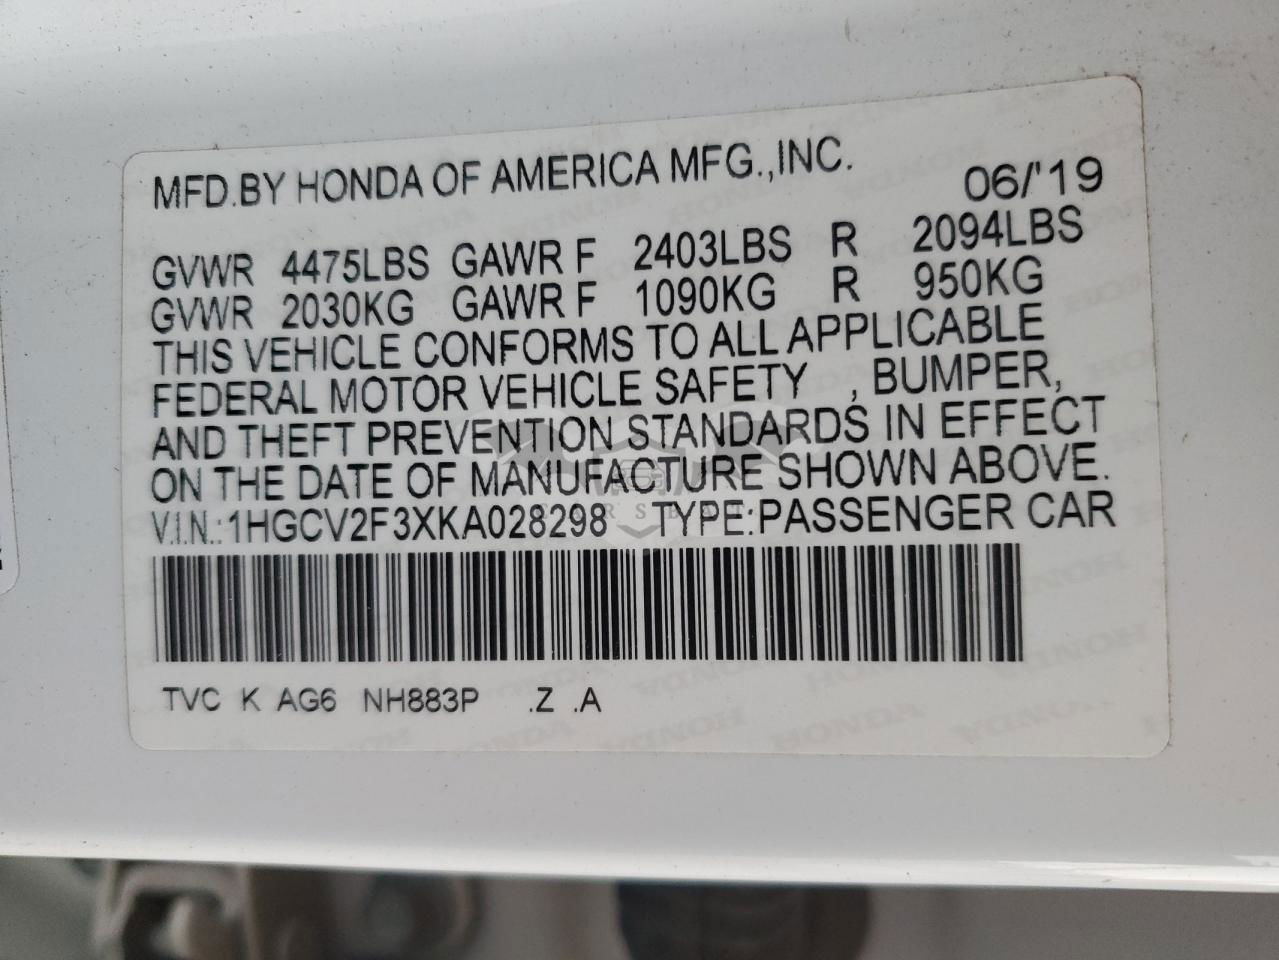 MFD.BY HONDA OF AMERICA MFG.,INC. 06/'19
GVWR 4475LBS GAWR F 2403LBS R 2094LBS
GVWR 2030KG GAWR F 1090KG R 950KG
THIS VEHICLE CONFORMS TO ALL APPLICABLE
FEDERAL MOTOR VEHICLE SAFETY , BUMPER,
AND THEFT PREVENTION STANDARDS IN EFFECT
ON THE DATE OF MANUFACTURE SHOWN ABOVE.
V.I.N.:1HGCV2F3XKA028298 TYPE:PASSENGER CAR
TVC K AG6 NH883P .Z .A